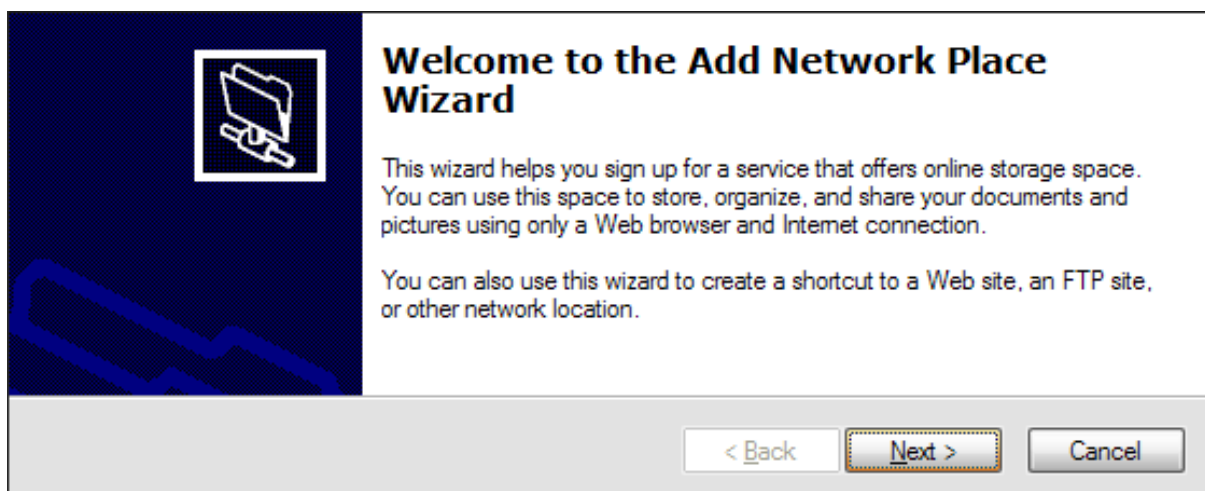 Welcome to the Add Network Place
Wizard
This wizard helps you sign up for a service that offers online storage space.
You can use this space to store, organize, and share your documents and
pictures using only a Web browser and Internet connection.
You can also use this wizard to create a shortcut to a Web site, an FTP site,
or other network location.
< Back Next > Cancel